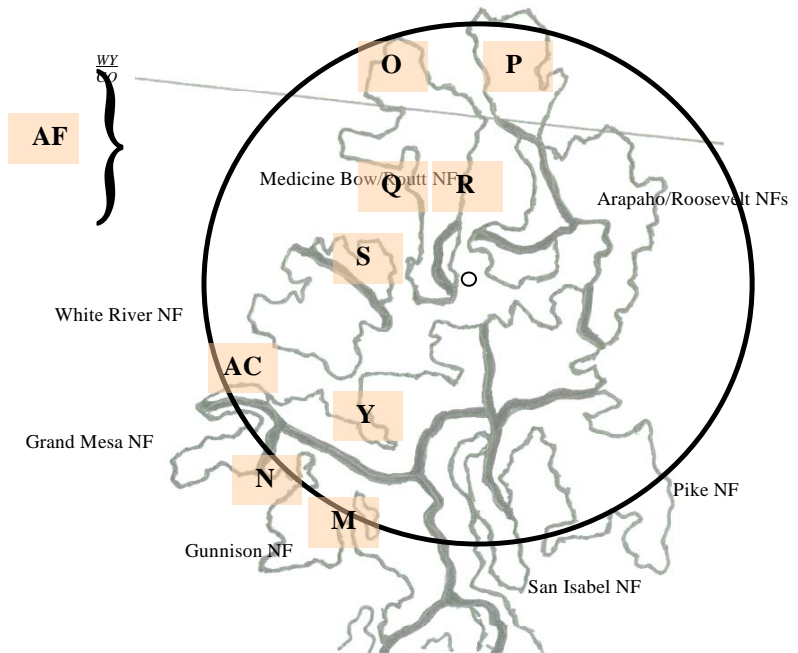 O
P
WY
CO
AF
}
Medicine Bow/Routt NF
Q
R
Arapaho/Roosevelt NFs
S
White River NF
AC
Y
Grand Mesa NF
N
Pike NF
M
Gunnison NF
San Isabel NF